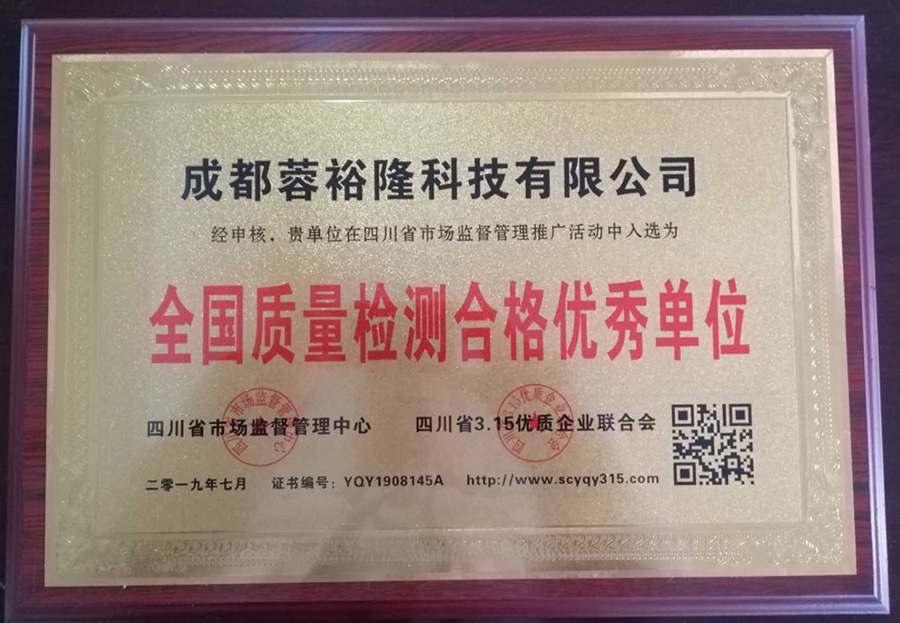 成都蓉裕隆科技有限公司
经申核，贵单位在四川省市场监督管理推广活动中入选为
全国质量检测合格优秀单位
四川省市场监督管理中心
四川省3.15优质企业联合会
二零一九年七月
证书编号：YQY1908145A
http://www.scyqy315.com